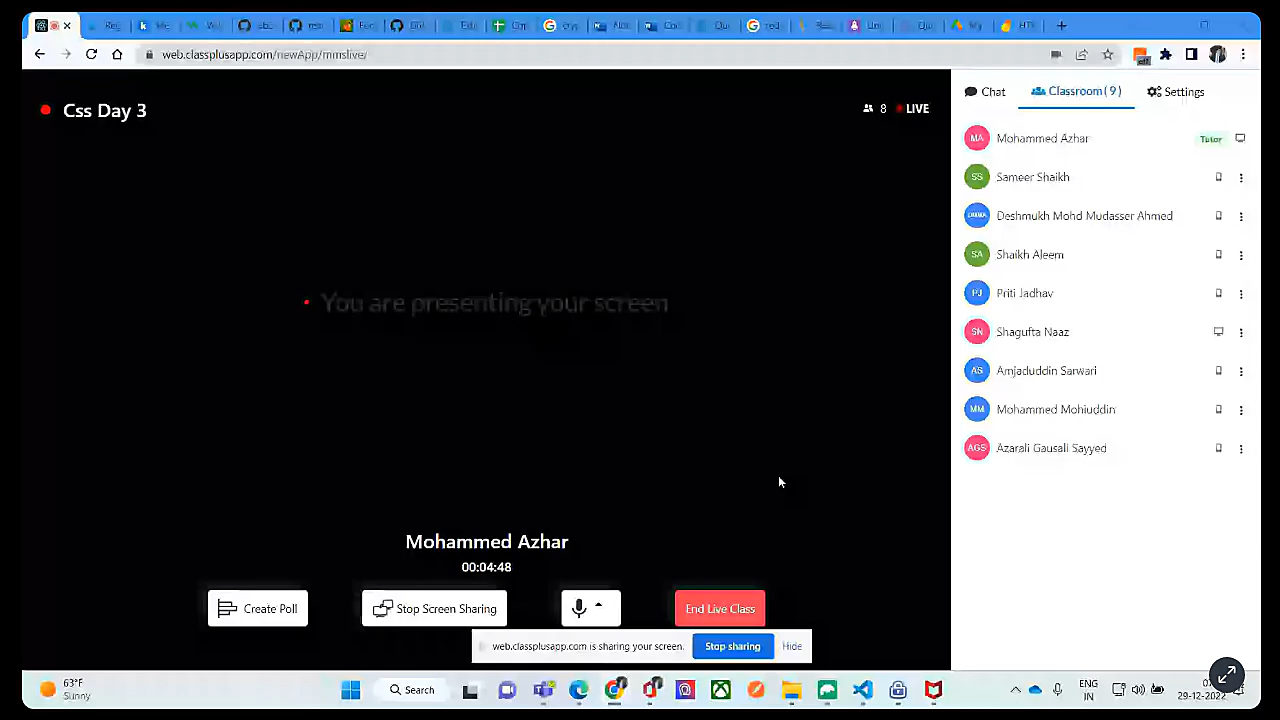 web.classplusapp.com/newApp/mmslive/
Css Day 3
8
LIVE
Chat
Classroom (9)
Settings
MA
Mohammed Azhar
Tutor
SS
Sameer Shaikh
Deshmukh Mohd Mudasser Ahmed
SA
Shaikh Aleem
PJ
Priti Jadhav
SN
Shagufta Naaz
AS
Amjaduddin Sarwari
MM
Mohammed Mohiuddin
AGS
Azarali Gausali Sayyed
You are presenting your screen
Mohammed Azhar
00:04:48
Create Poll
Stop Screen Sharing
End Live Class
web.classplusapp.com is sharing your screen.
Stop sharing
Hide
63°F
Sunny
Search
ENG
IN